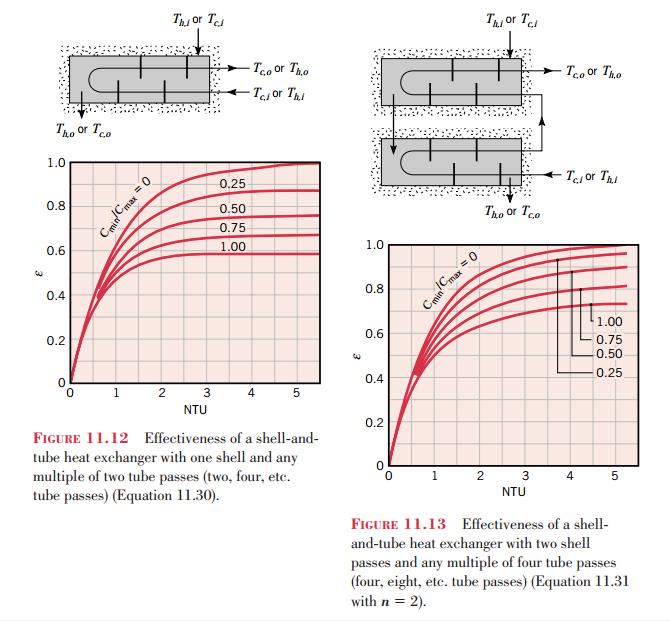 Th,i or Tc,i
Tc,o or Th,o
Tc,i or Th,i
Th,o or Tc,o
1.0
0.8
0.6
0.4
0.2
0
ε
Cmin/Cmax = 0
0.25
0.50
0.75
1.00
0 1 2 3 4 5
NTU
FIGURE 11.12 Effectiveness of a shell-and-
tube heat exchanger with one shell and any
multiple of two tube passes (two, four, etc.
tube passes) (Equation 11.30).
Th,i or Tc,i
Tc,o or Th,o
Tc,i or Th,i
Th,o or Tc,o
1.0
0.8
0.6
0.4
0.2
0
ε
Cmin/Cmax = 0
1.00
0.75
0.50
0.25
0 1 2 3 4 5
NTU
FIGURE 11.13 Effectiveness of a shell-
and-tube heat exchanger with two shell
passes and any multiple of four tube passes
(four, eight, etc. tube passes) (Equation 11.31
with n = 2).